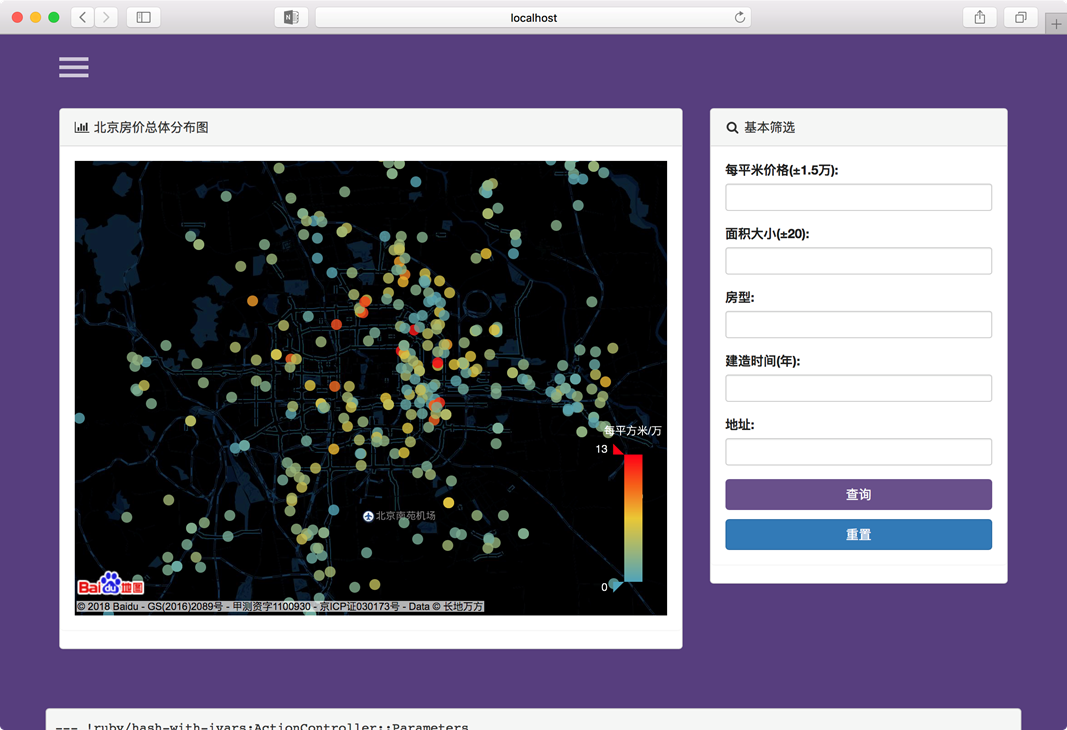 localhost
北京房价总体分布图
每平方米/万
13
0
北京南苑机场
Bai du 地图
© 2018 Baidu - GS(2016)2089号 - 甲测资字1100930 - 京ICP证030173号 - Data © 长地万方
基本筛选
每平米价格(±1.5万):
面积大小(±20):
房型:
建造时间(年):
地址:
查询
重置
--- !ruby/hash-with-ivars:ActionController::Parameters